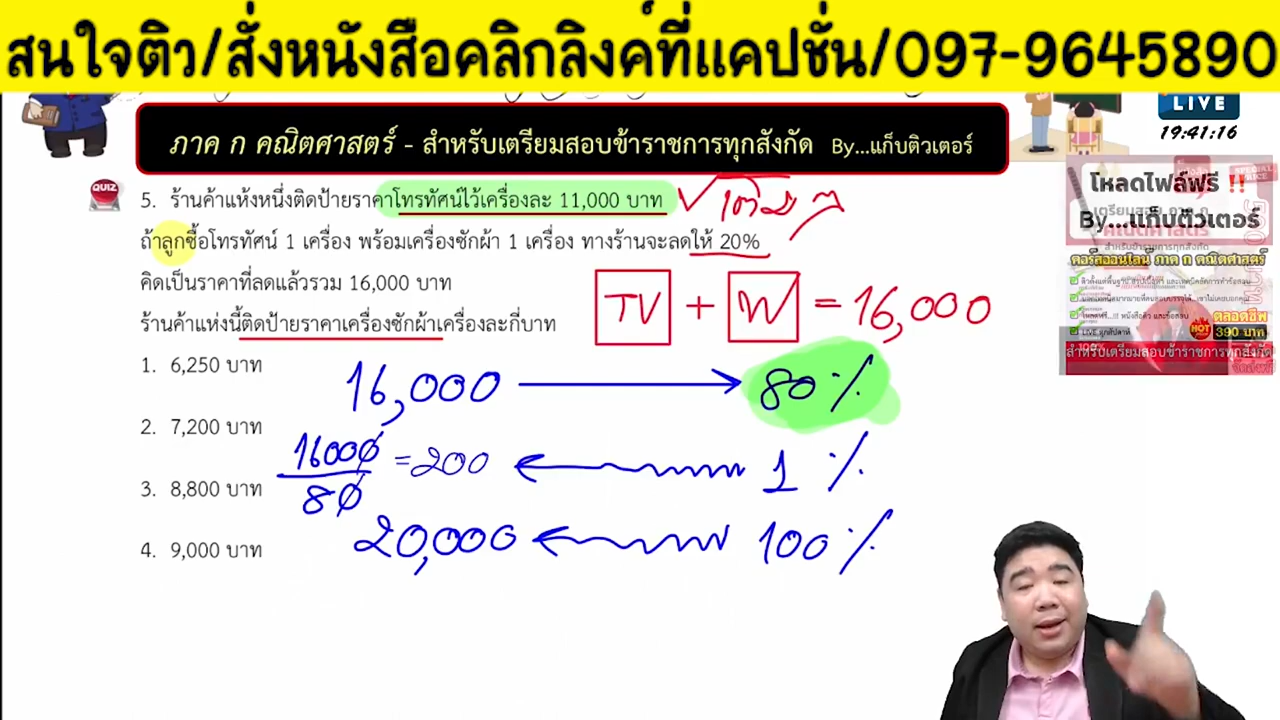 สนใจติว/สั่งหนังสือคลิกลิงค์ที่แคปชั่น/097-9645890
LIVE
19:41:16
ภาค ก คณิตศาสตร์ - สำหรับเตรียมสอบข้าราชการทุกสังกัด By...แก็บติวเตอร์
QUIZ
5. ร้านค้าแห่งหนึ่งติดป้ายราคาโทรทัศน์ไว้เครื่องละ 11,000 บาท
ถ้าลูกซื้อโทรทัศน์ 1 เครื่อง พร้อมเครื่องซักผ้า 1 เครื่อง ทางร้านจะลดให้ 20%
คิดเป็นราคาที่ลดแล้วรวม 16,000 บาท
TV + W = 16,000
ร้านค้าแห่งนี้ติดป้ายราคาเครื่องซักผ้าเครื่องละกี่บาท
1. 6,250 บาท
16,000 80 %
2. 7,200 บาท
16000
80
= 200 1 %
3. 8,800 บาท
20,000 100 %
4. 9,000 บาท
โหลดไฟล์ฟรี !!
By...แก็บติวเตอร์
คอร์สออนไลน์ ภาค ก คณิตศาสตร์
HOT
ตลอดชีพ
390 บาท
สำหรับเตรียมสอบข้าราชการทุกสังกัด